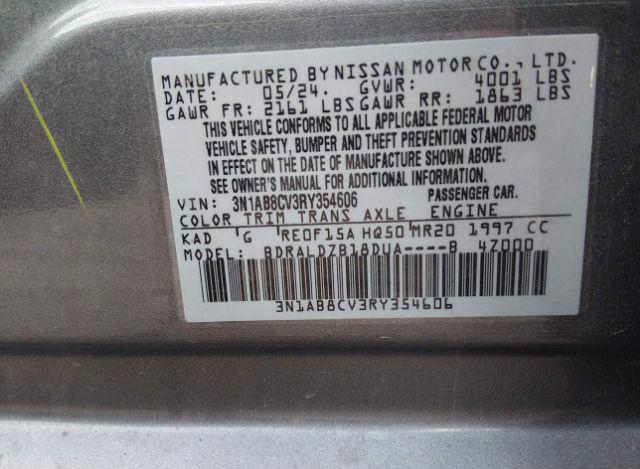 MANUFACTURED BY NISSAN MOTOR CO., LTD.
DATE: 05/24. GVWR: 4001 LBS
GAWR FR: 2161 LBS GAWR RR: 1863 LBS
THIS VEHICLE CONFORMS TO ALL APPLICABLE FEDERAL MOTOR
VEHICLE SAFETY, BUMPER AND THEFT PREVENTION STANDARDS
IN EFFECT ON THE DATE OF MANUFACTURE SHOWN ABOVE.
SEE OWNER'S MANUAL FOR ADDITIONAL INFORMATION.
VIN: 3N1AB8CV3RY354606 PASSENGER CAR.
COLOR TRIM TRANS AXLE ENGINE
KAD G RE0F15A HQ50 MR20 1997 CC
MODEL: BDRALDZB18DUA----B 4Z000
3N1AB8CV3RY354606